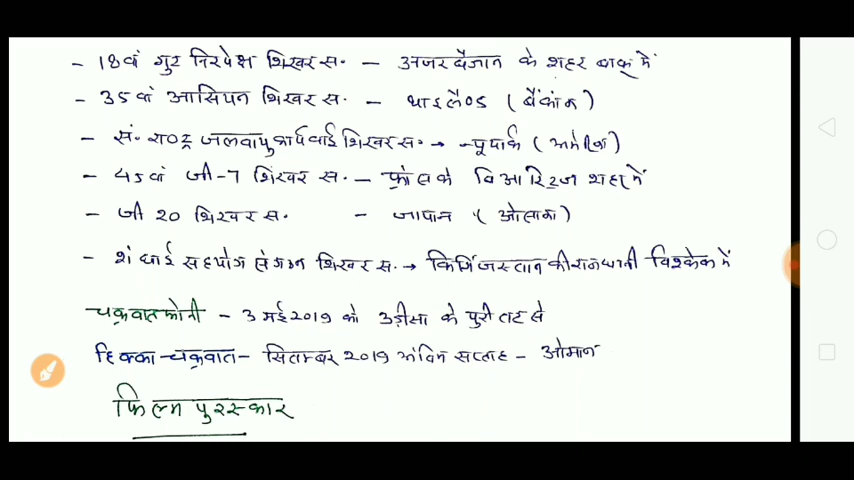 - 18वां गुट निरपेक्ष शिखर स. - अजरबैजान के शहर बाकू में
- 35वां आसियन शिखर स. - थाइलैण्ड (बैंकांक)
- सं. राष्ट्र जलवायु कार्यवाई शिखर स. → न्यूयार्क (अमेरिका)
- 45वां जी-7 शिखर स. - फ्रांस के बिआरित्ज शहर में
- जी 20 शिखर स. - जापान (ओसाका)
- शंघाई सहयोग संगठन शिखर स. → किर्गिजस्तान की राजधानी बिश्केक में
चक्रवात फोनी - 3 मई 2019 को उड़ीसा के पुरी तट से
हिक्का-चक्रवात - सितम्बर 2019 अंतिम सप्ताह - ओमान
फिल्म पुरस्कार